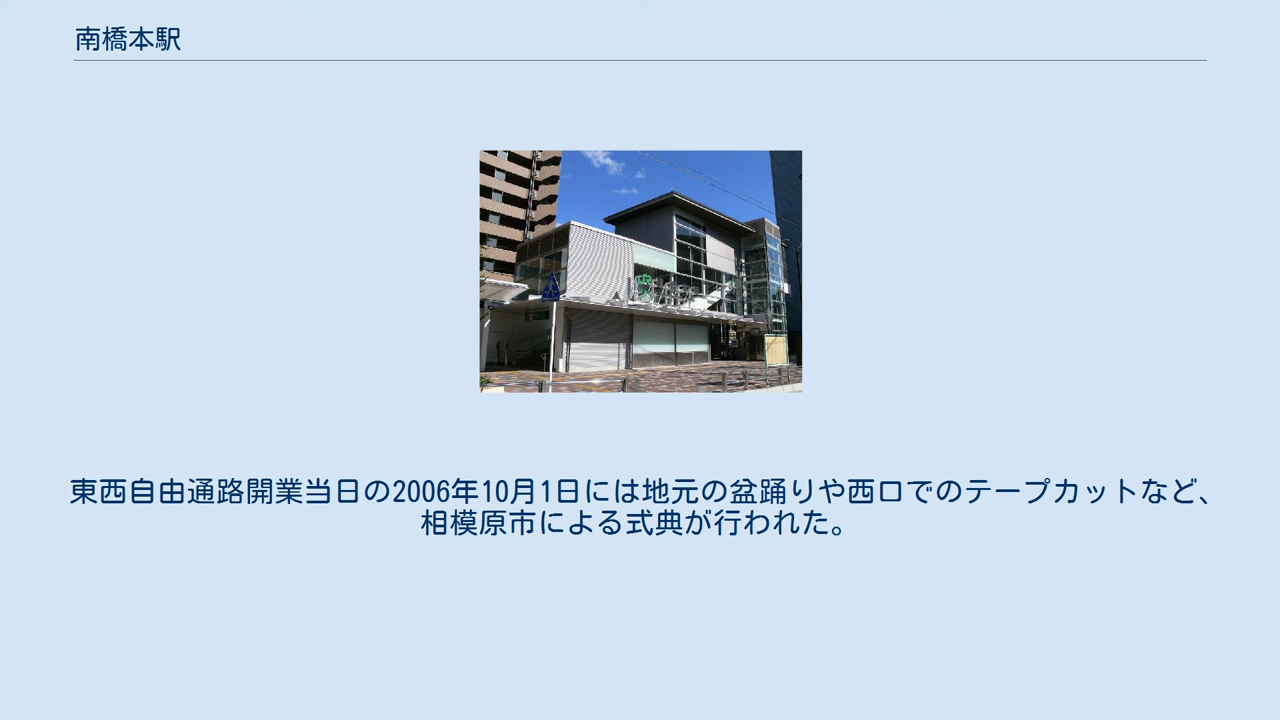 南橋本駅
JR
東西自由通路開業当日の2006年10月1日には地元の盆踊りや西口でのテープカットなど、
相模原市による式典が行われた。